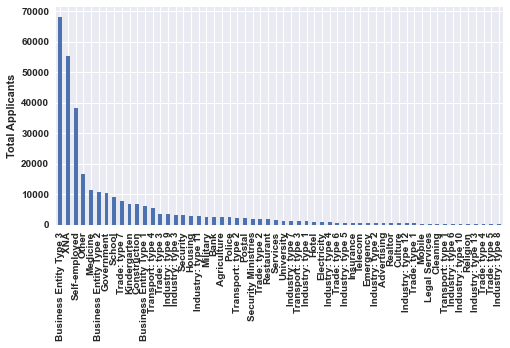 70000
60000
50000
40000
30000
20000
10000
0
Total Applicants
Business Entity Type 3
XNA
Self-employed
Other
Medicine
Business Entity Type 2
Government
School
Trade: type 7
Kindergarten
Construction
Business Entity Type 1
Transport: type 4
Trade: type 3
Industry: type 9
Industry: type 3
Security
Housing
Industry: type 11
Military
Bank
Agriculture
Police
Transport: type 2
Postal
Security Ministries
Trade: type 2
Restaurant
Services
University
Industry: type 7
Transport: type 3
Industry: type 1
Hotel
Electricity
Industry: type 4
Trade: type 6
Industry: type 5
Insurance
Telecom
Emergency
Industry: type 2
Advertising
Realtor
Culture
Industry: type 12
Trade: type 1
Mobile
Legal Services
Cleaning
Transport: type 1
Industry: type 6
Industry: type 10
Religion
Industry: type 13
Trade: type 4
Trade: type 5
Industry: type 8